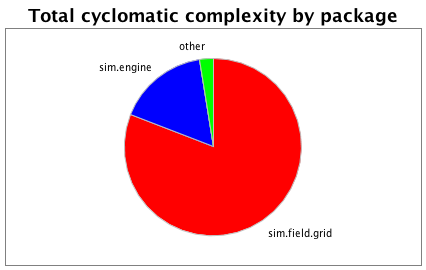 Total cyclomatic complexity by package
other
sim.engine
sim.field.grid